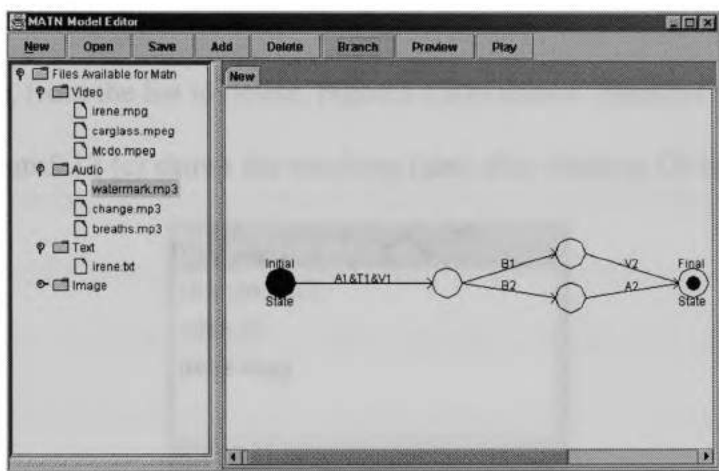 MATN Model Editor
New Open Save Add Delete Branch Preview Play
Files Available for Matn
Video
irene.mpg
carglass.mpeg
Mcdo.mpeg
Audio
watermark.mp3
change.mp3
breaths.mp3
Text
irene.txt
Image
New
Initial
State
A1&T1&V1
B1
B2
V2
A2
Final
State